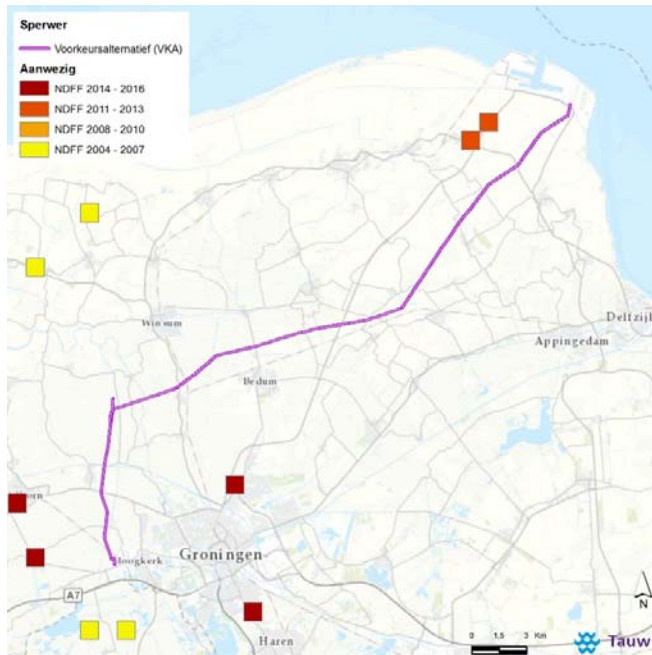 Sperwer
Voorkeursalternatief (VKA)
Aanwezig
NDFF 2014 - 2016
NDFF 2011 - 2013
NDFF 2008 - 2010
NDFF 2004 - 2007
Winsum
Delfzijl
Appingedam
Bedum
Groningen
Hoogkerk
A7
Haren
N
0 1,5 3 Km
Tauw